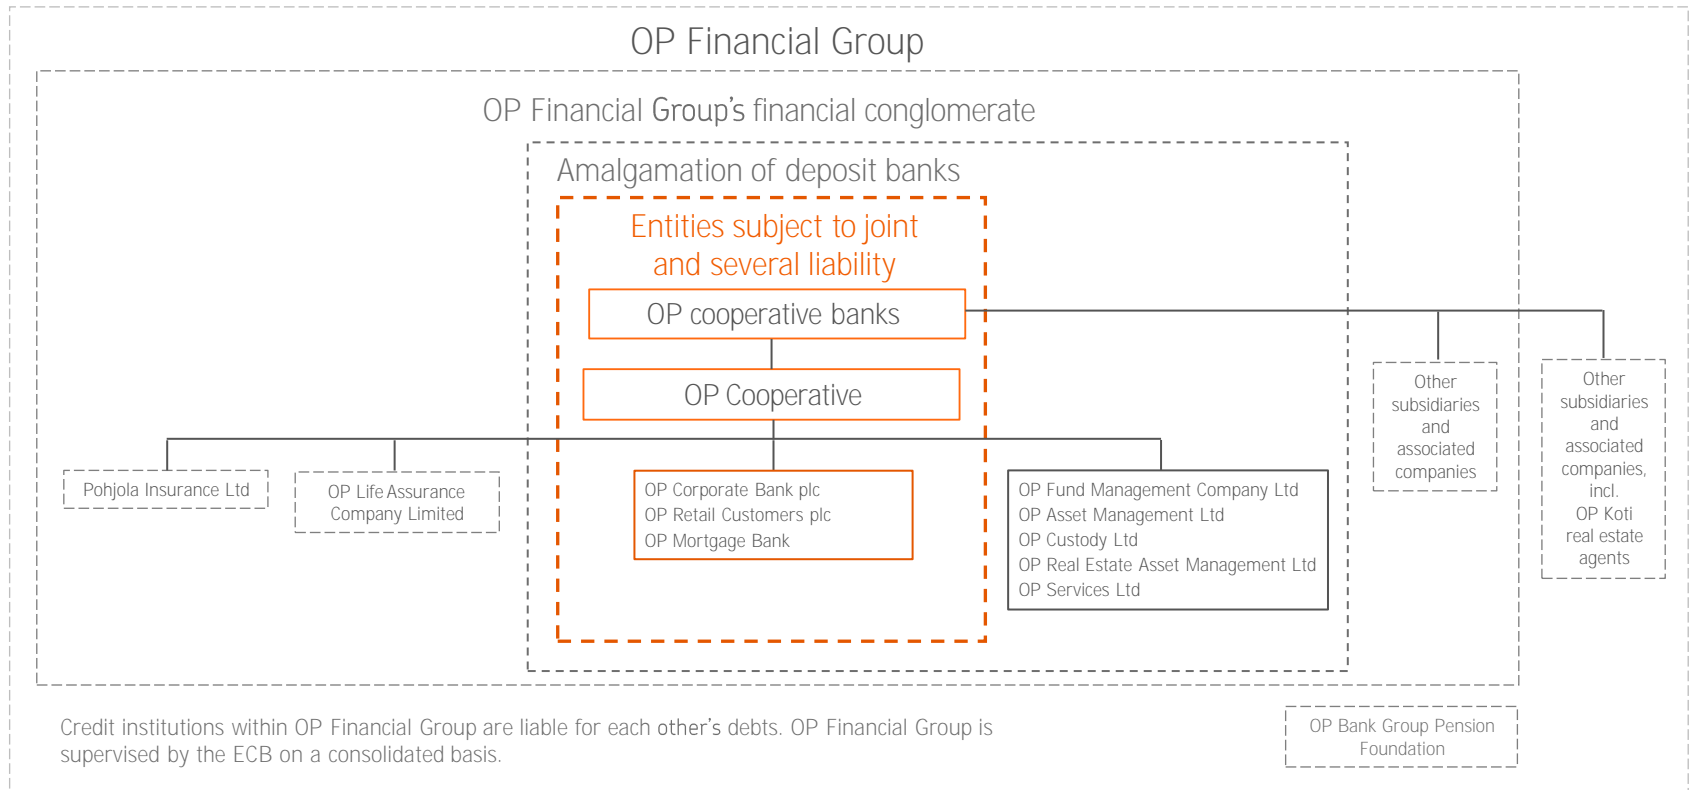 OP Financial Group
OP Financial Group's financial conglomerate
Amalgamation of deposit banks
Entities subject to joint
and several liability
OP cooperative banks
OP Cooperative
Pohjola Insurance Ltd
OP Life Assurance
Company Limited
OP Corporate Bank plc
OP Retail Customers plc
OP Mortgage Bank
OP Fund Management Company Ltd
OP Asset Management Ltd
OP Custody Ltd
OP Real Estate Asset Management Ltd
OP Services Ltd
Other
subsidiaries
and
associated
companies
Other
subsidiaries
and
associated
companies,
incl.
OP Koti
real estate
agents
Credit institutions within OP Financial Group are liable for each other's debts. OP Financial Group is
supervised by the ECB on a consolidated basis.
OP Bank Group Pension
Foundation